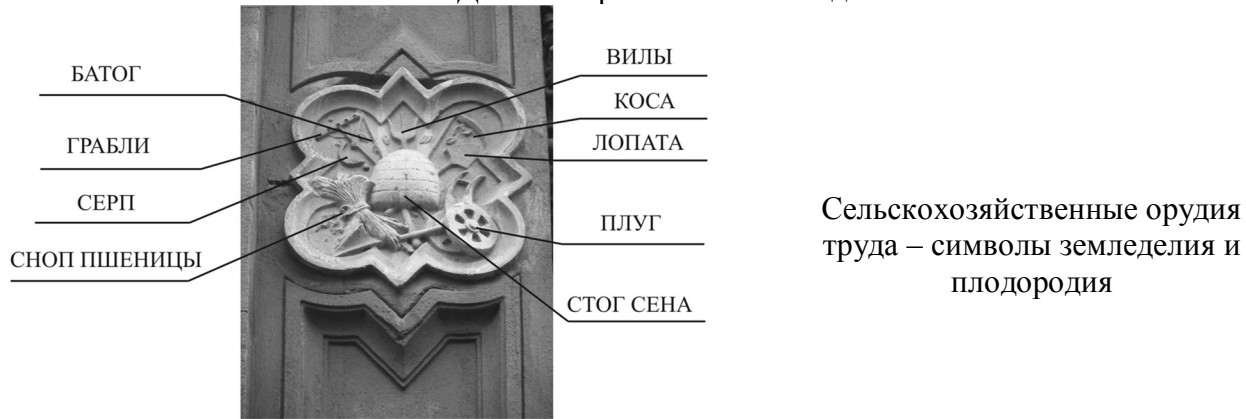 БАТОГ
ГРАБЛИ
СЕРП
СНОП ПШЕНИЦЫ
ВИЛЫ
КОСА
ЛОПАТА
ПЛУГ
СТОГ СЕНА
Сельскохозяйственные орудия
труда – символы земледелия и
плодородия